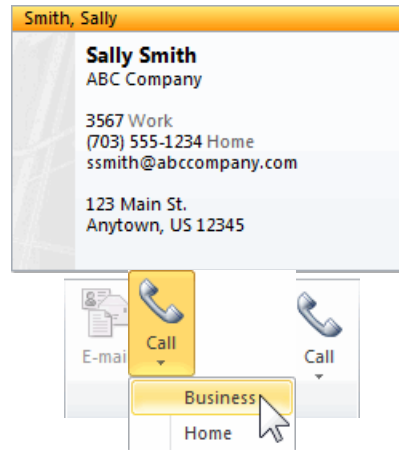 Smith, Sally
Sally Smith
ABC Company
3567 Work
(703) 555-1234 Home
ssmith@abccompany.com
123 Main St.
Anytown, US 12345
E-mai Call Call
Business
Home